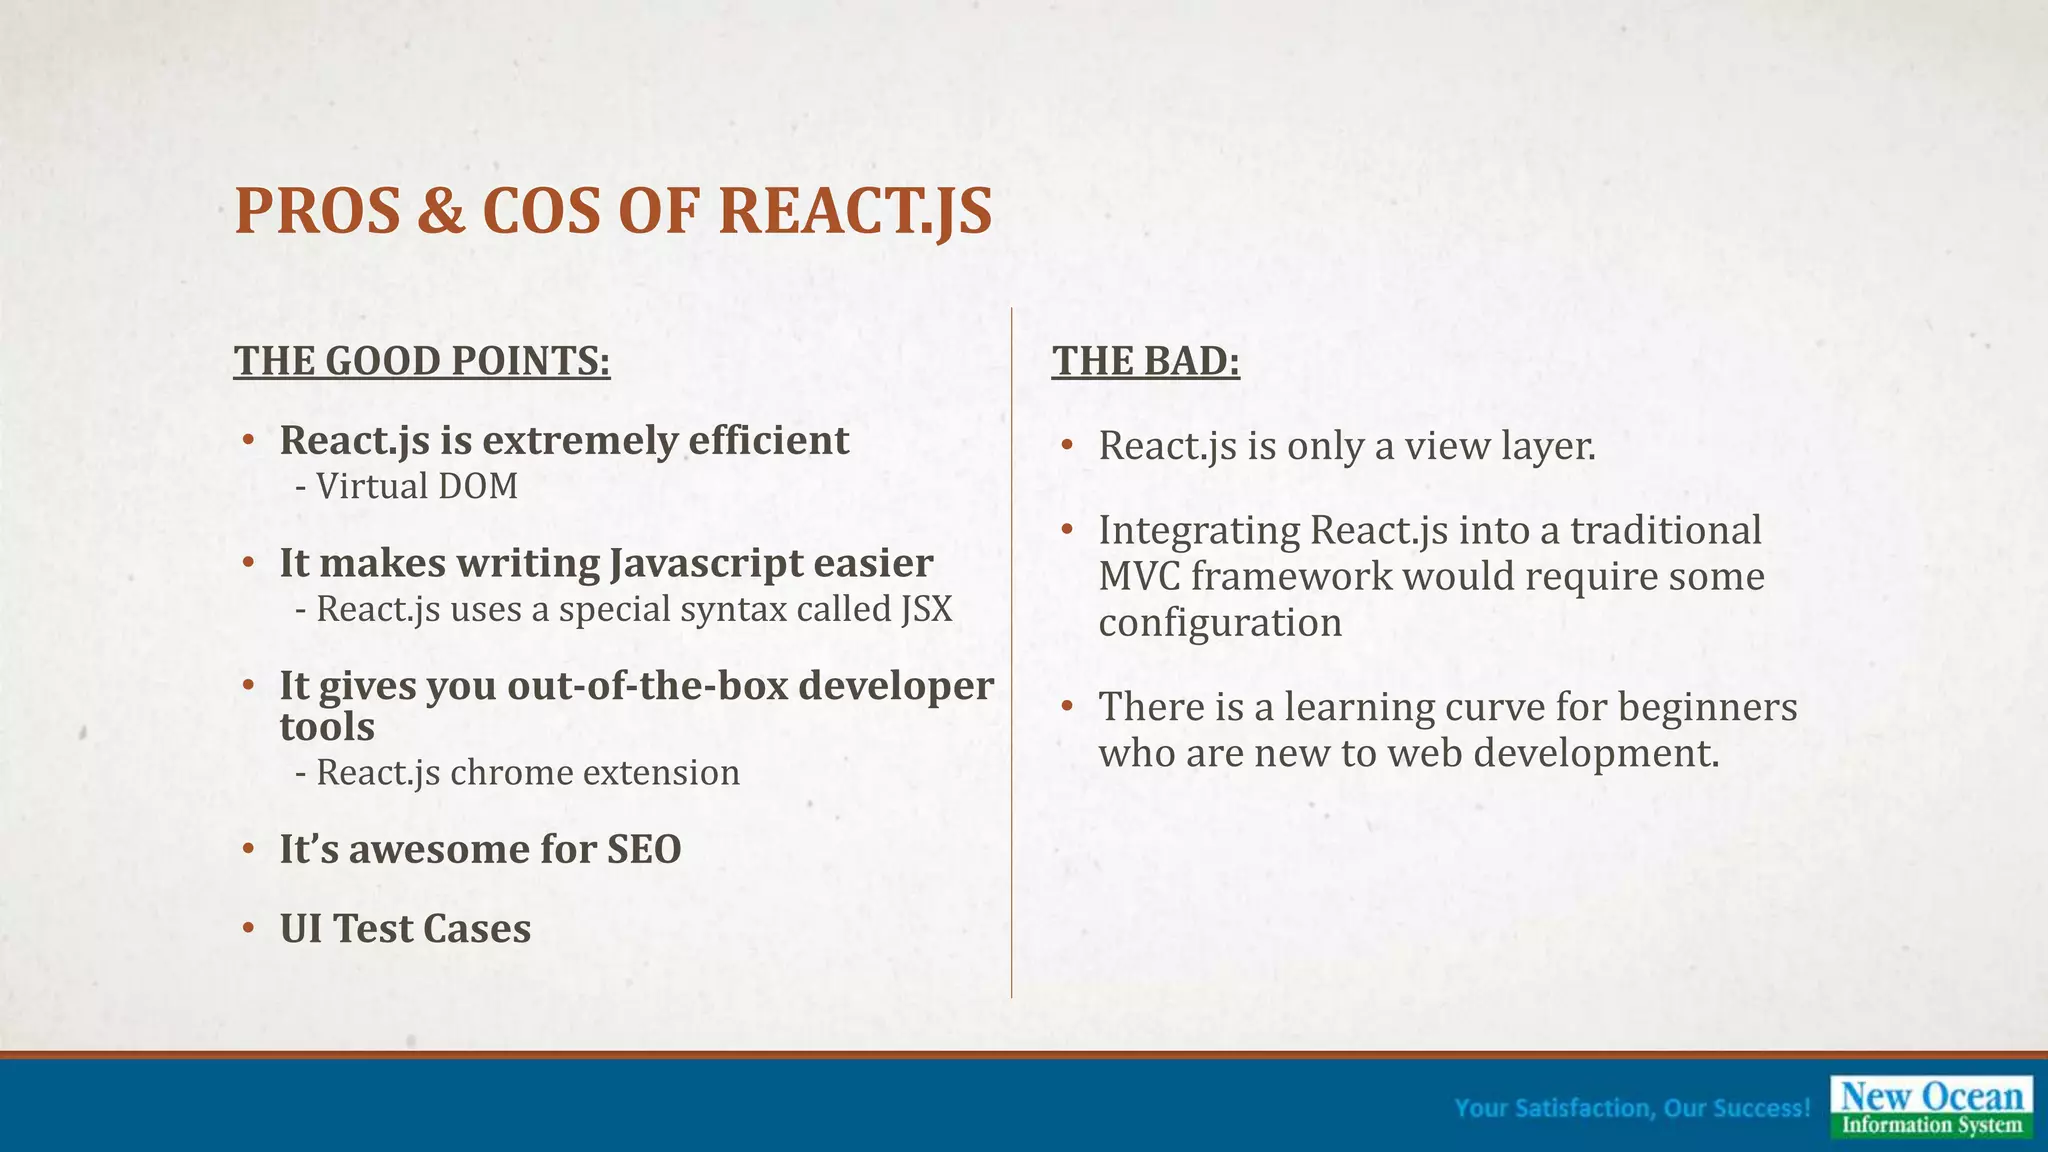 PROS & COS OF REACT.JS
THE GOOD POINTS:
• React.js is extremely efficient
- Virtual DOM
• It makes writing Javascript easier
- React.js uses a special syntax called JSX
• It gives you out-of-the-box developer
tools
- React.js chrome extension
• It’s awesome for SEO
• UI Test Cases
THE BAD:
• React.js is only a view layer.
• Integrating React.js into a traditional
MVC framework would require some
configuration
• There is a learning curve for beginners
who are new to web development.
Your Satisfaction, Our Success!
New Ocean
Information System